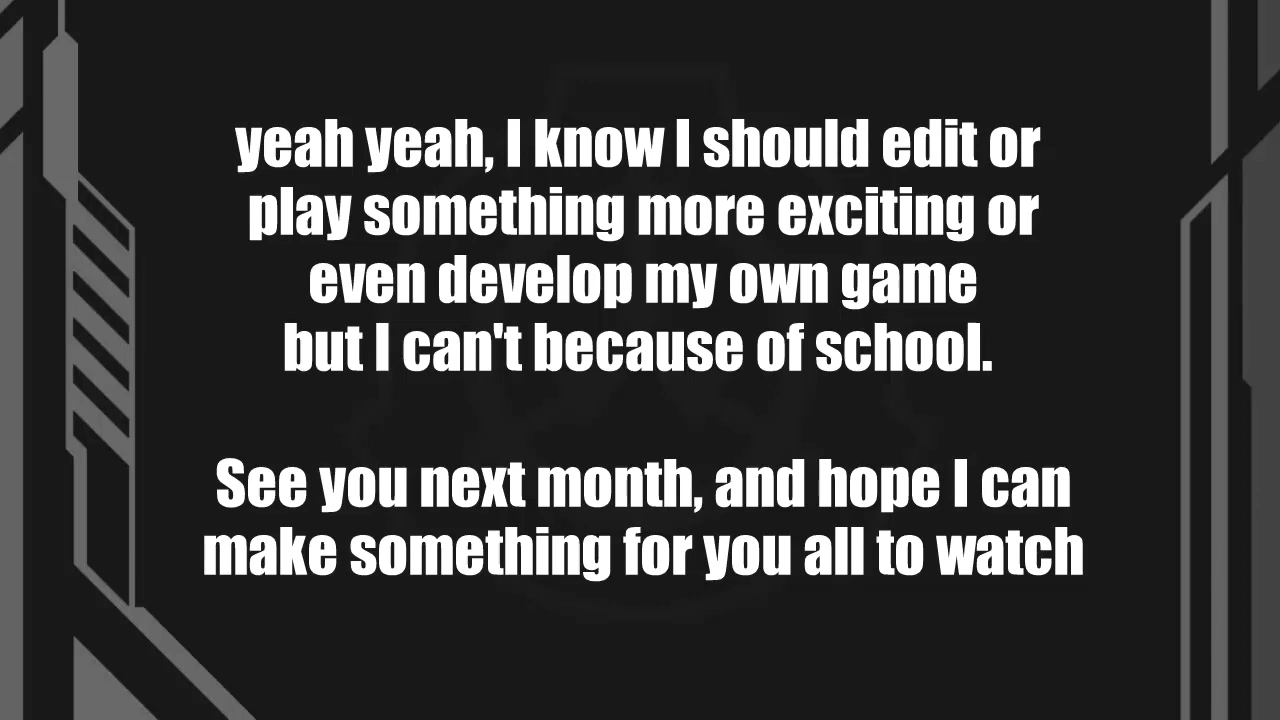 yeah yeah, I know I should edit or
play something more exciting or
even develop my own game
but I can't because of school.
See you next month, and hope I can
make something for you all to watch